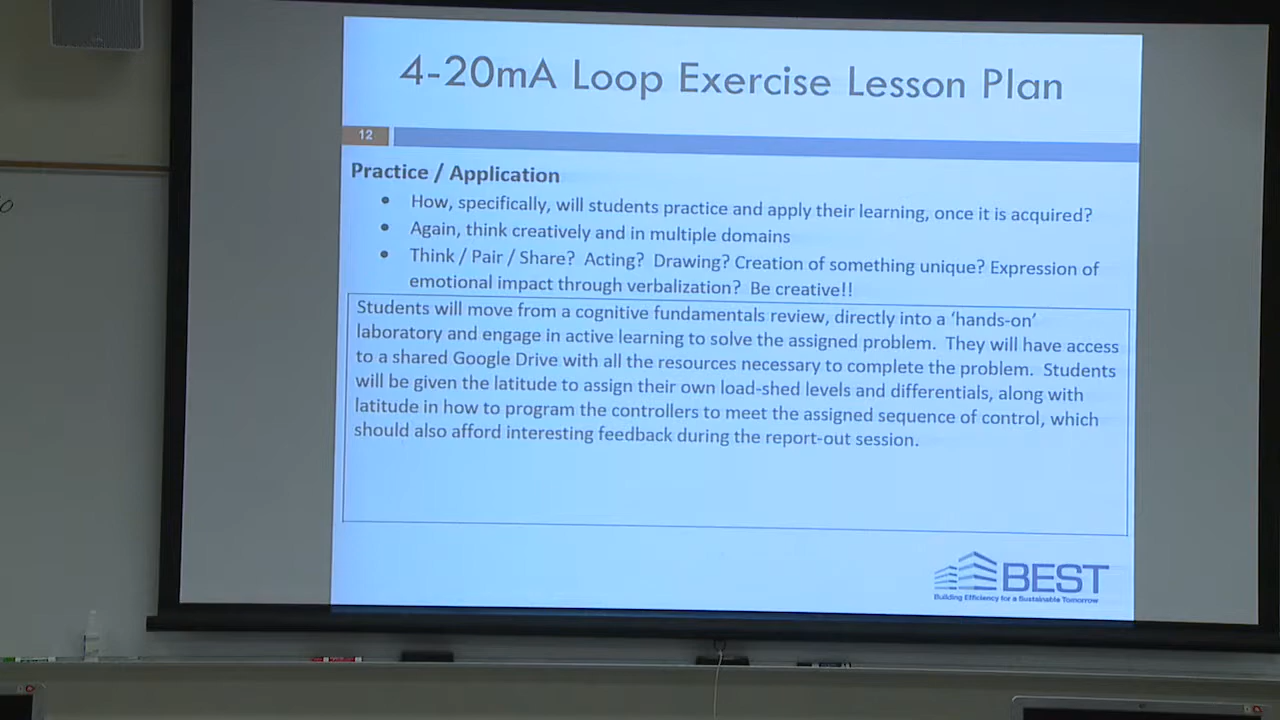 4-20mA Loop Exercise Lesson Plan
12
Practice / Application
• How, specifically, will students practice and apply their learning, once it is acquired?
• Again, think creatively and in multiple domains
• Think / Pair / Share? Acting? Drawing? Creation of something unique? Expression of
emotional impact through verbalization? Be creative!!
Students will move from a cognitive fundamentals review, directly into a ‘hands-on’
laboratory and engage in active learning to solve the assigned problem. They will have access
to a shared Google Drive with all the resources necessary to complete the problem. Students
will be given the latitude to assign their own load-shed levels and differentials, along with
latitude in how to program the controllers to meet the assigned sequence of control, which
should also afford interesting feedback during the report-out session.
BEST
Building Efficiency for a Sustainable Tomorrow